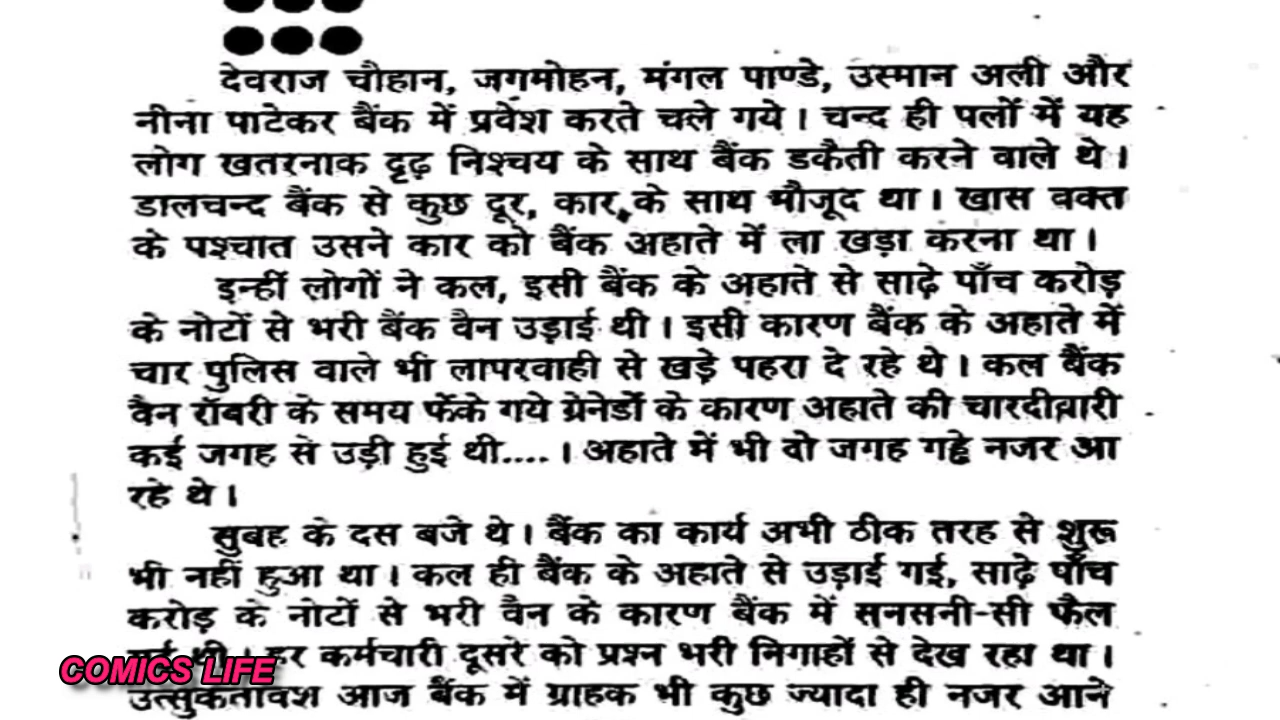 देवराज चौहान, जगमोहन, मंगल पाण्डे, उस्मान अली और
नीना पाटेकर बैंक में प्रवेश करते चले गये । चन्द ही पलों में यह
लोग खतरनाक दृढ़ निश्चय के साथ बैंक डकैती करने वाले थे ।
डालचन्द बैंक से कुछ दूर, कार के साथ मौजूद था । खास वक्त
के पश्चात उसने कार को बैंक अहाते में ला खड़ा करना था ।
इन्हीं लोगों ने कल, इसी बैंक के अहाते से साढ़े पाँच करोड़
के नोटों से भरी बैंक वैन उड़ाई थी । इसी कारण बैंक के अहाते में
चार पुलिस वाले भी लापरवाही से खड़े पहरा दे रहे थे । कल बैंक
वैन रॉबरी के समय फेंके गये ग्रेनेडों के कारण अहाते की चारदीवारी
कई जगह से उड़ी हुई थी.... । अहाते में भी वो जगह गड्ढे नजर आ
रहे थे ।
सुबह के दस बजे थे । बैंक का कार्य अभी ठीक तरह से शुरू
भी नहीं हुआ था । कल ही बैंक के अहाते से उड़ाई गई, साढ़े पाँच
करोड़ के नोटों से भरी वैन के कारण बैंक में सनसनी-सी फैल
हर कर्मचारी दूसरे को प्रश्न भरी निगाहों से देख रहा था ।
COMICS LIFE
उत्सुकतावश आज बैंक में ग्राहक भी कुछ ज्यादा ही नजर आने